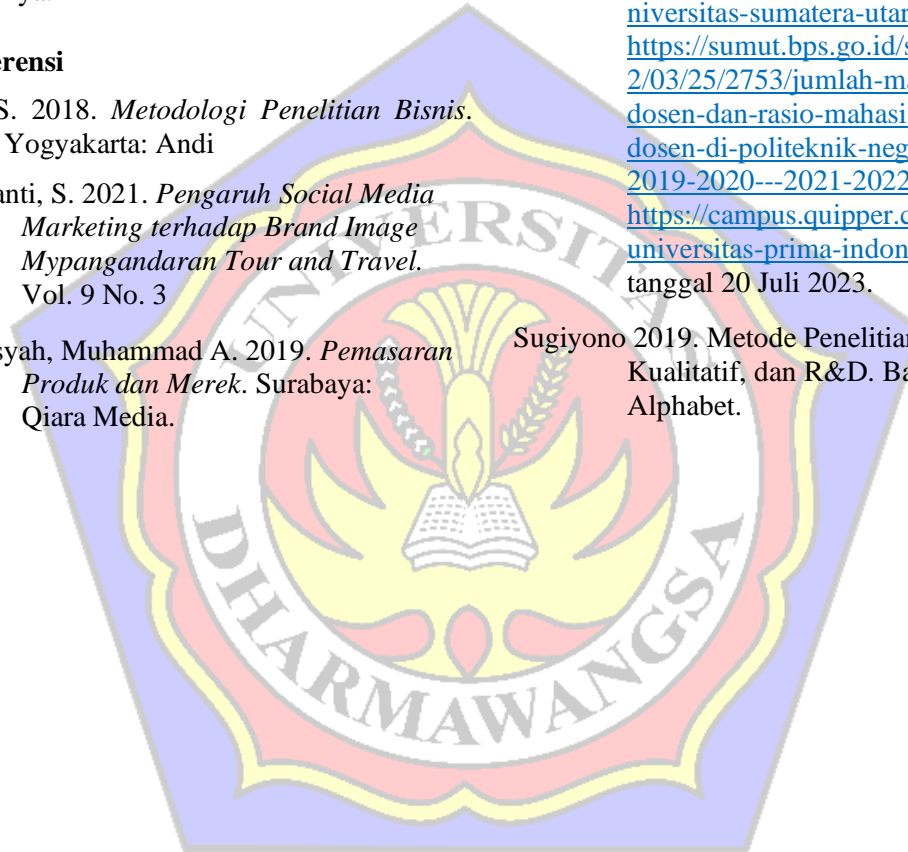 erensi
S. 2018. Metodologi Penelitian Bisnis.
Yogyakarta: Andi
anti, S. 2021. Pengaruh Social Media
Marketing terhadap Brand Image
Mypangandaran Tour and Travel.
Vol. 9 No. 3
syah, Muhammad A. 2019. Pemasaran
Produk dan Merek. Surabaya:
Qiara Media.
niversitas-sumatera-utar
https://sumut.bps.go.id/s
2/03/25/2753/jumlah-ma
dosen-dan-rasio-mahasi
dosen-di-politeknik-neg
2019-2020---2021-2022
https://campus.quipper.c
universitas-prima-indon
tanggal 20 Juli 2023.
Sugiyono 2019. Metode Penelitian
Kualitatif, dan R&D. Ba
Alphabet.
UNIVERSITAS
DHARMAWANGSA